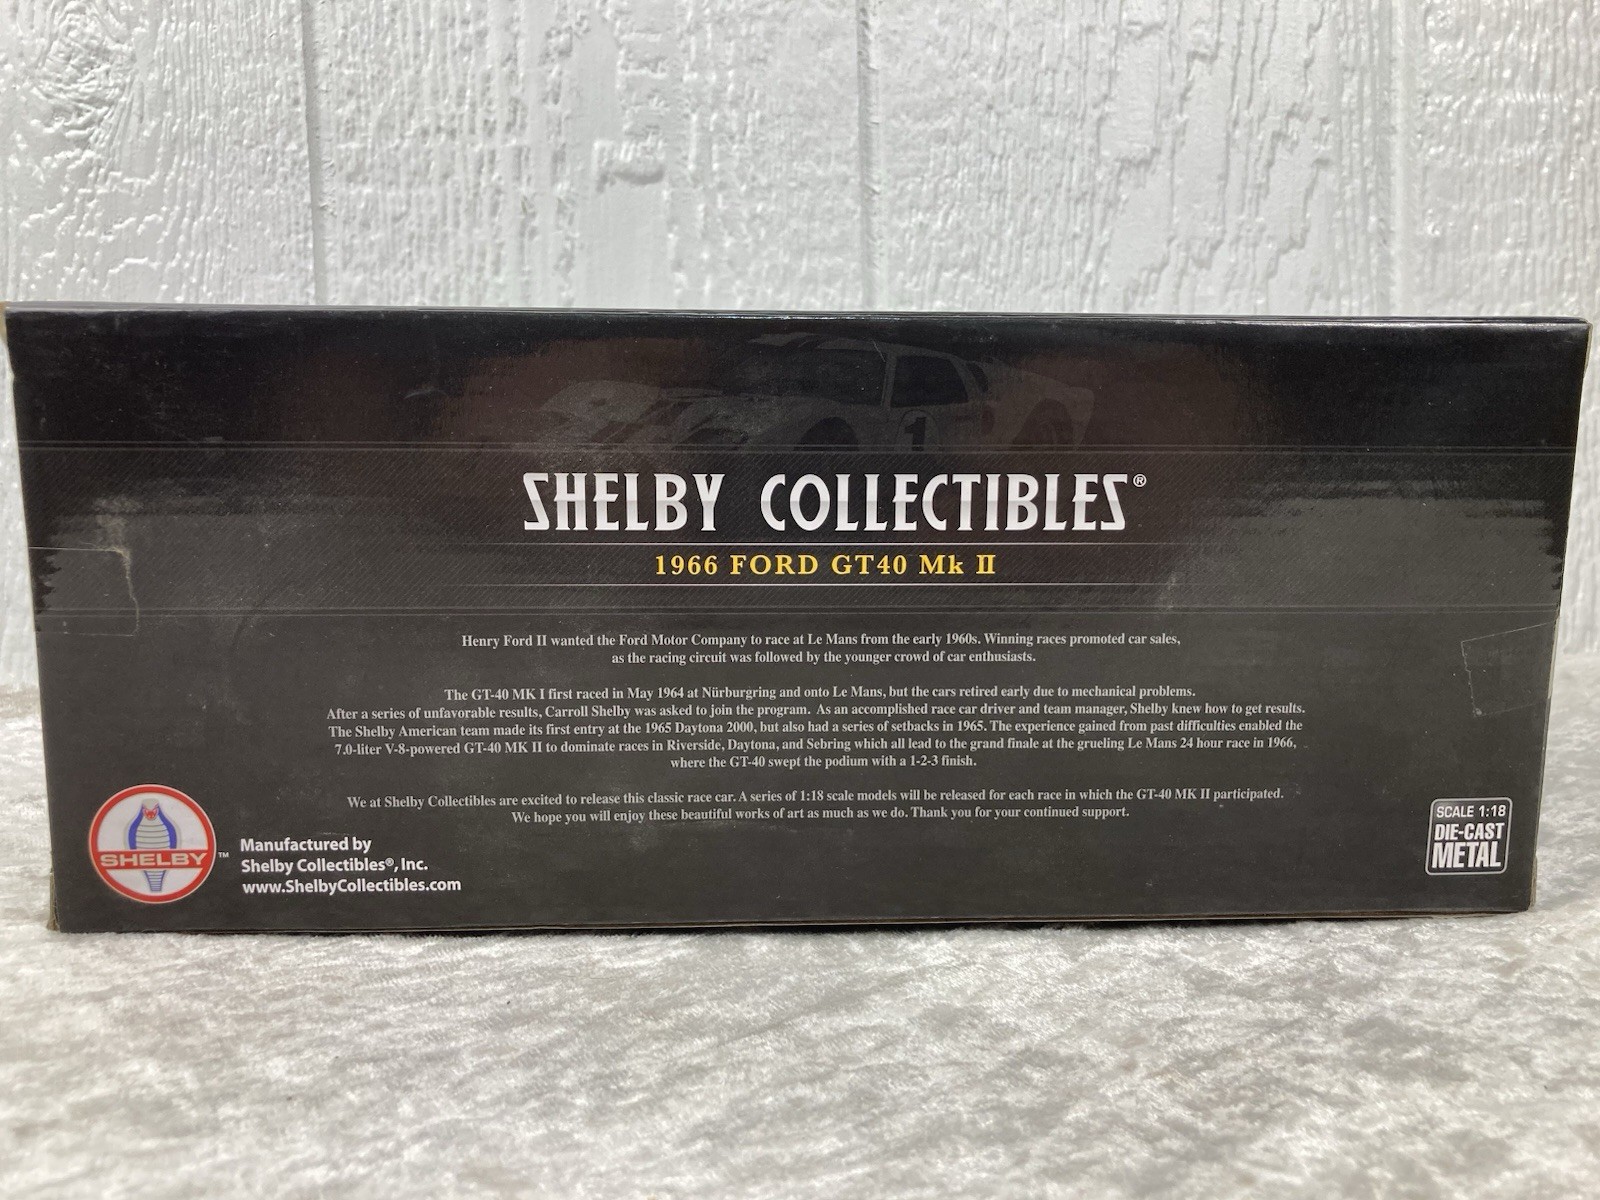 1
SHELBY COLLECTIBLES®
1966 FORD GT40 Mk II
Henry Ford II wanted the Ford Motor Company to race at Le Mans from the early 1960s. Winning races promoted car sales,
as the racing circuit was followed by the younger crowd of car enthusiasts.
The GT-40 MK I first raced in May 1964 at Nürburgring and onto Le Mans, but the cars retired early due to mechanical problems.
After a series of unfavorable results, Carroll Shelby was asked to join the program. As an accomplished race car driver and team manager, Shelby knew how to get results.
The Shelby American team made its first entry at the 1965 Daytona 2000, but also had a series of setbacks in 1965. The experience gained from past difficulties enabled the
7.0-liter V-8-powered GT-40 MK II to dominate races in Riverside, Daytona, and Sebring which all lead to the grand finale at the grueling Le Mans 24 hour race in 1966,
where the GT-40 swept the podium with a 1-2-3 finish.
We at Shelby Collectibles are excited to release this classic race car. A series of 1:18 scale models will be released for each race in which the GT-40 MK II participated.
We hope you will enjoy these beautiful works of art as much as we do. Thank you for your continued support.
SHELBY™
Manufactured by
Shelby Collectibles®, Inc.
www.ShelbyCollectibles.com
SCALE 1:18
DIE-CAST
METAL